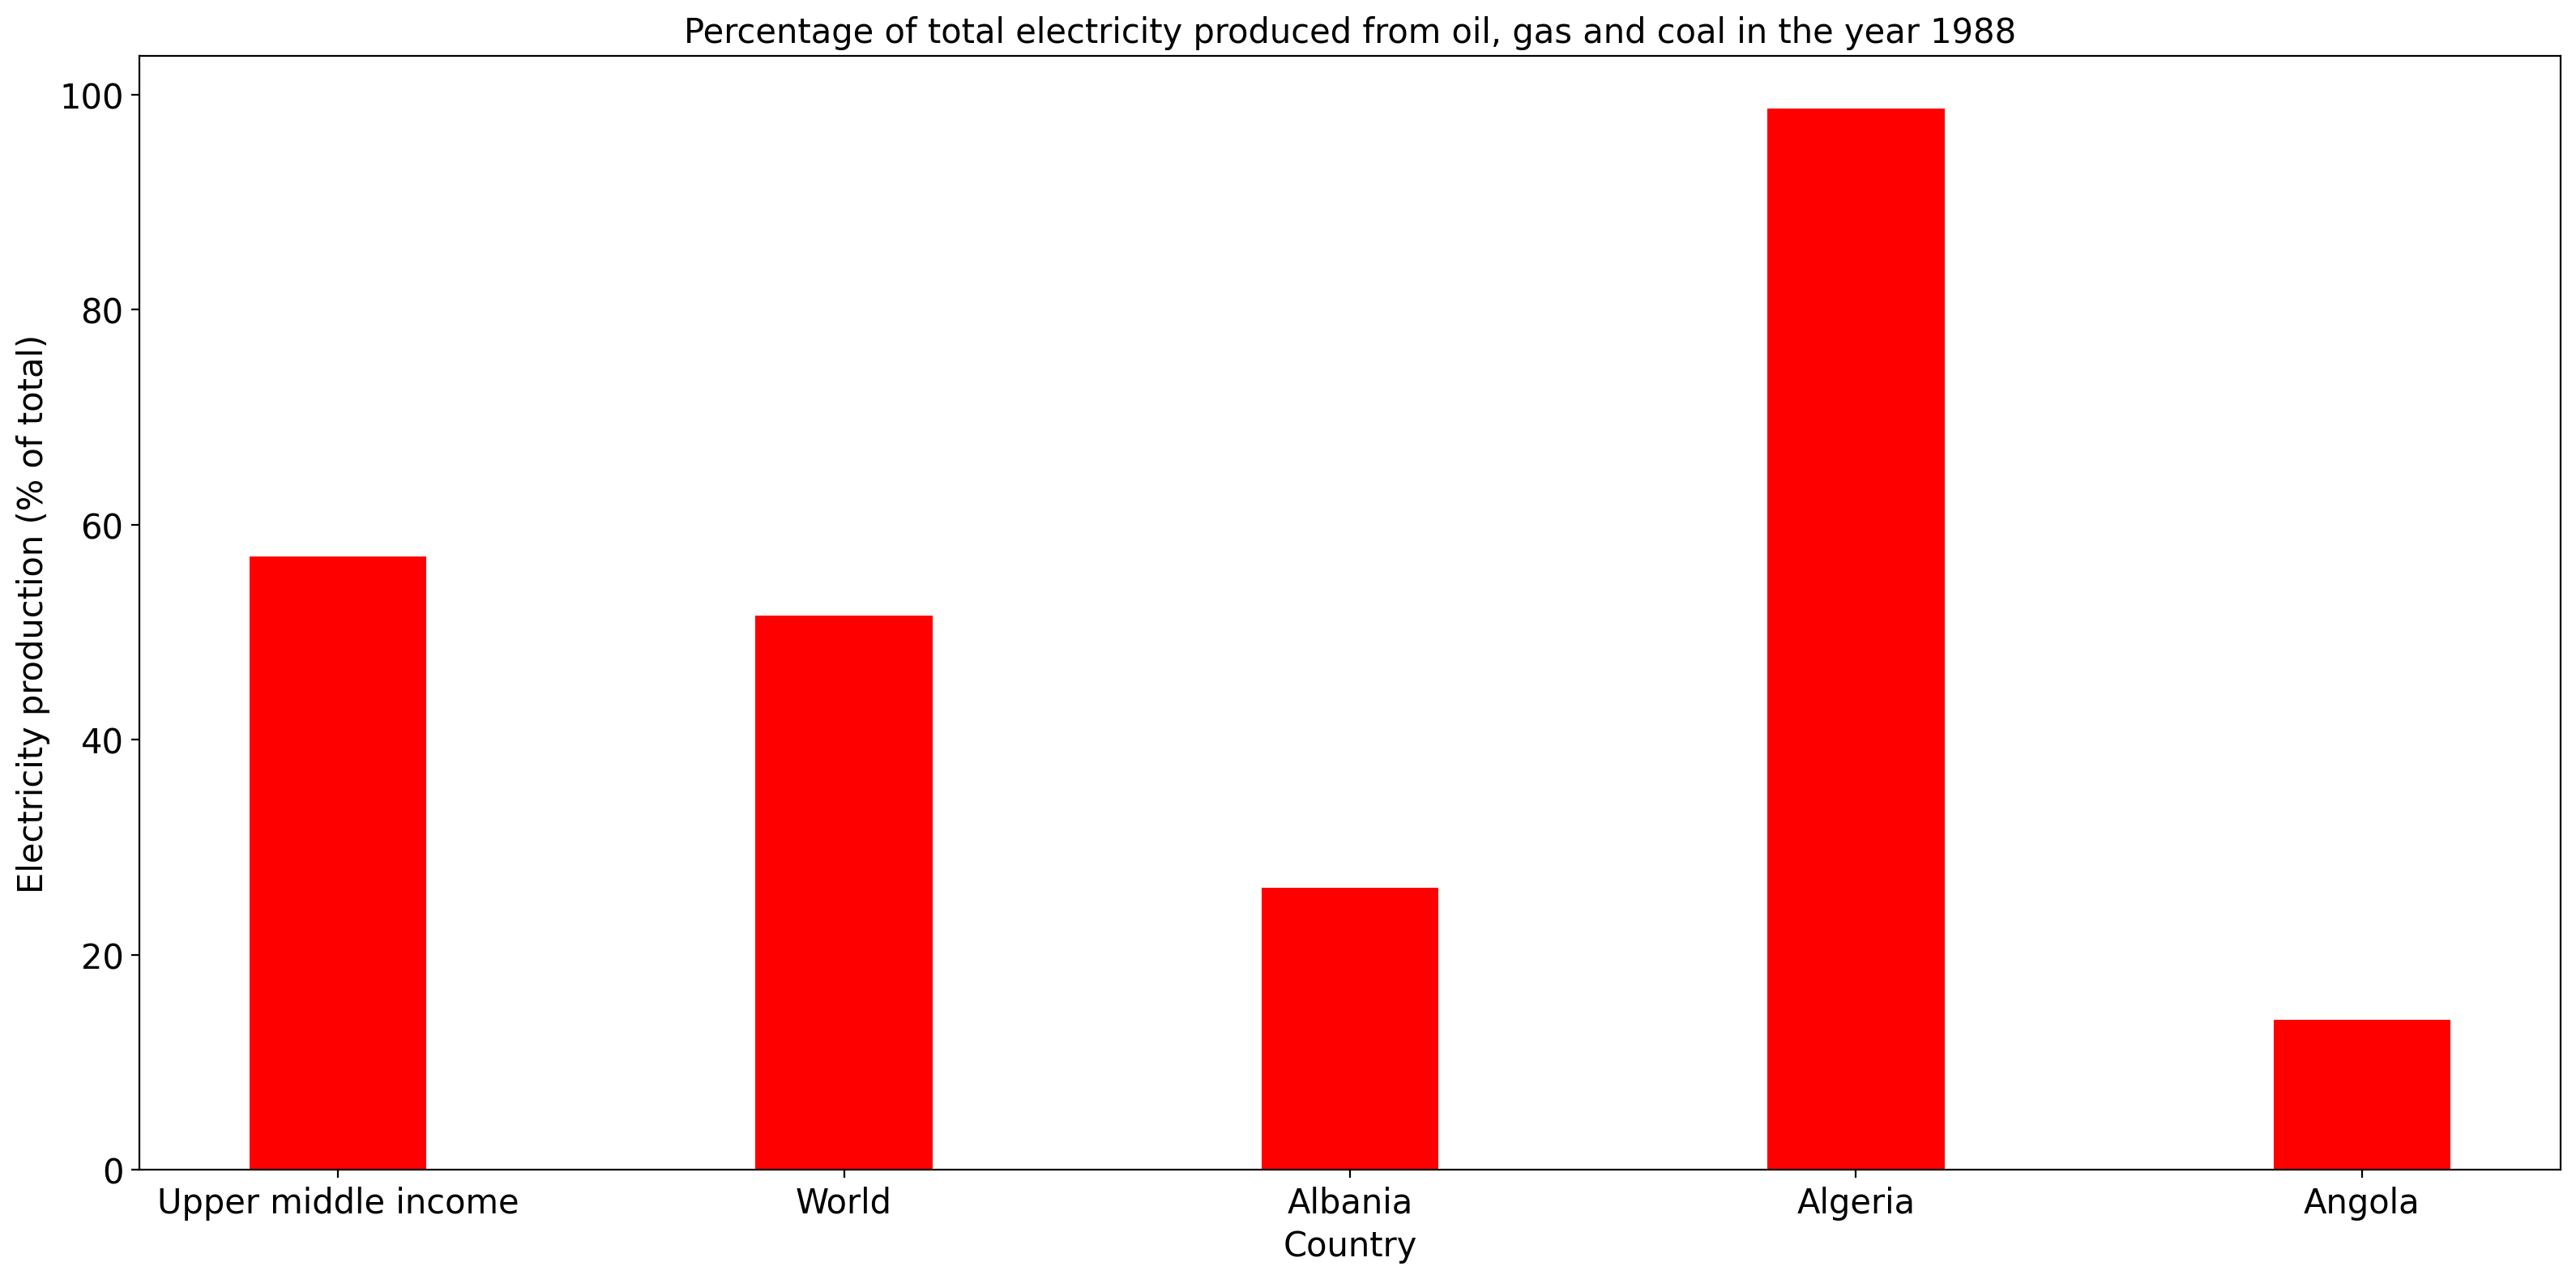 Percentage of total electricity produced from oil, gas and coal in the year 1988
Electricity production (% of total)
100
80
60
40
20
0
Upper middle income World Albania Algeria Angola
Country